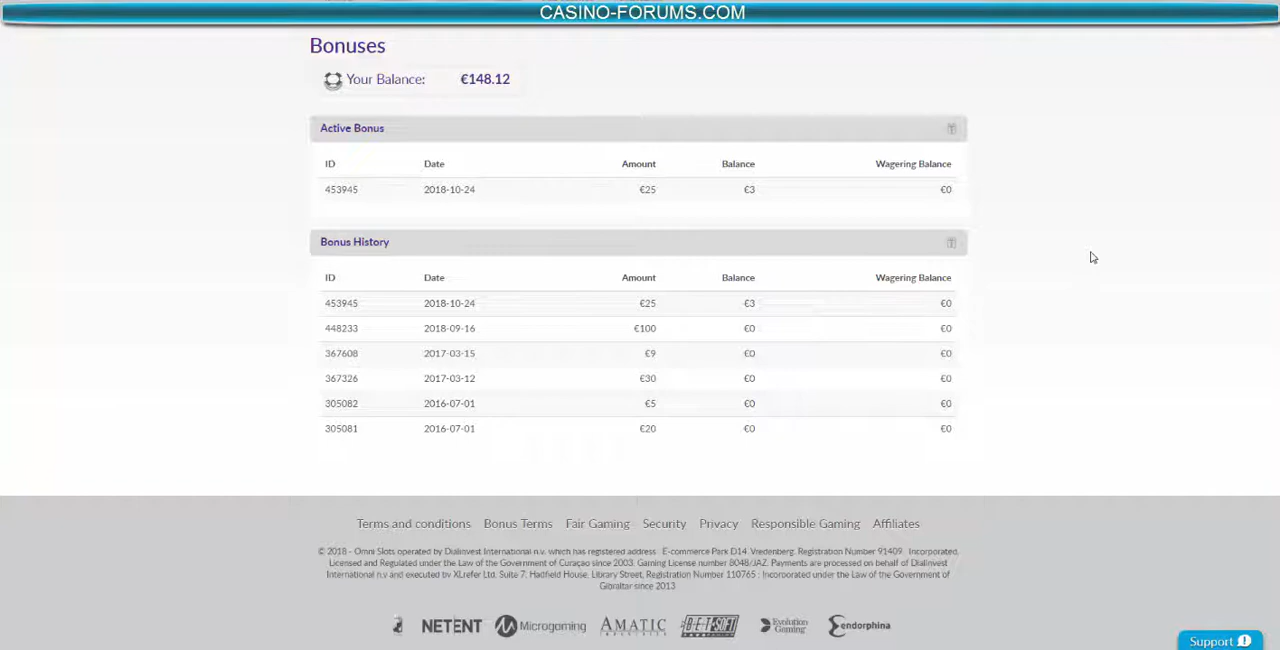 CASINO-FORUMS.COM
Bonuses
Your Balance: €148.12
Active Bonus
ID Date Amount Balance Wagering Balance
453945 2018-10-24 €25 €3 €0
Bonus History
ID Date Amount Balance Wagering Balance
453945 2018-10-24 €25 €3 €0
448233 2018-09-16 €100 €0 €0
367608 2017-03-15 €9 €0 €0
367326 2017-03-12 €30 €0 €0
305082 2016-07-01 €5 €0 €0
305081 2016-07-01 €20 €0 €0
Terms and conditions Bonus Terms Fair Gaming Security Privacy Responsible Gaming Affiliates
© 2018 - Omni Slots operated by Dialinvest International n.v. which has registered address : E-commerce Park D14, Vredenberg. Registration Number 91409. Incorporated,
Licensed and Regulated under the Law of the Government of Curaçao since 2003. Gaming License number 8048/JAZ. Payments are processed on behalf of Dialinvest
International n.v and executed by XLrefer Ltd. Suite 7; Hadfield House, Library Street, Registration Number 110765 ; Incorporated under the Law of the Government of
Gibraltar since 2013
NETENT Microgaming AMATIC INDUSTRIES BETSOFT Evolution Gaming endorphina
Support